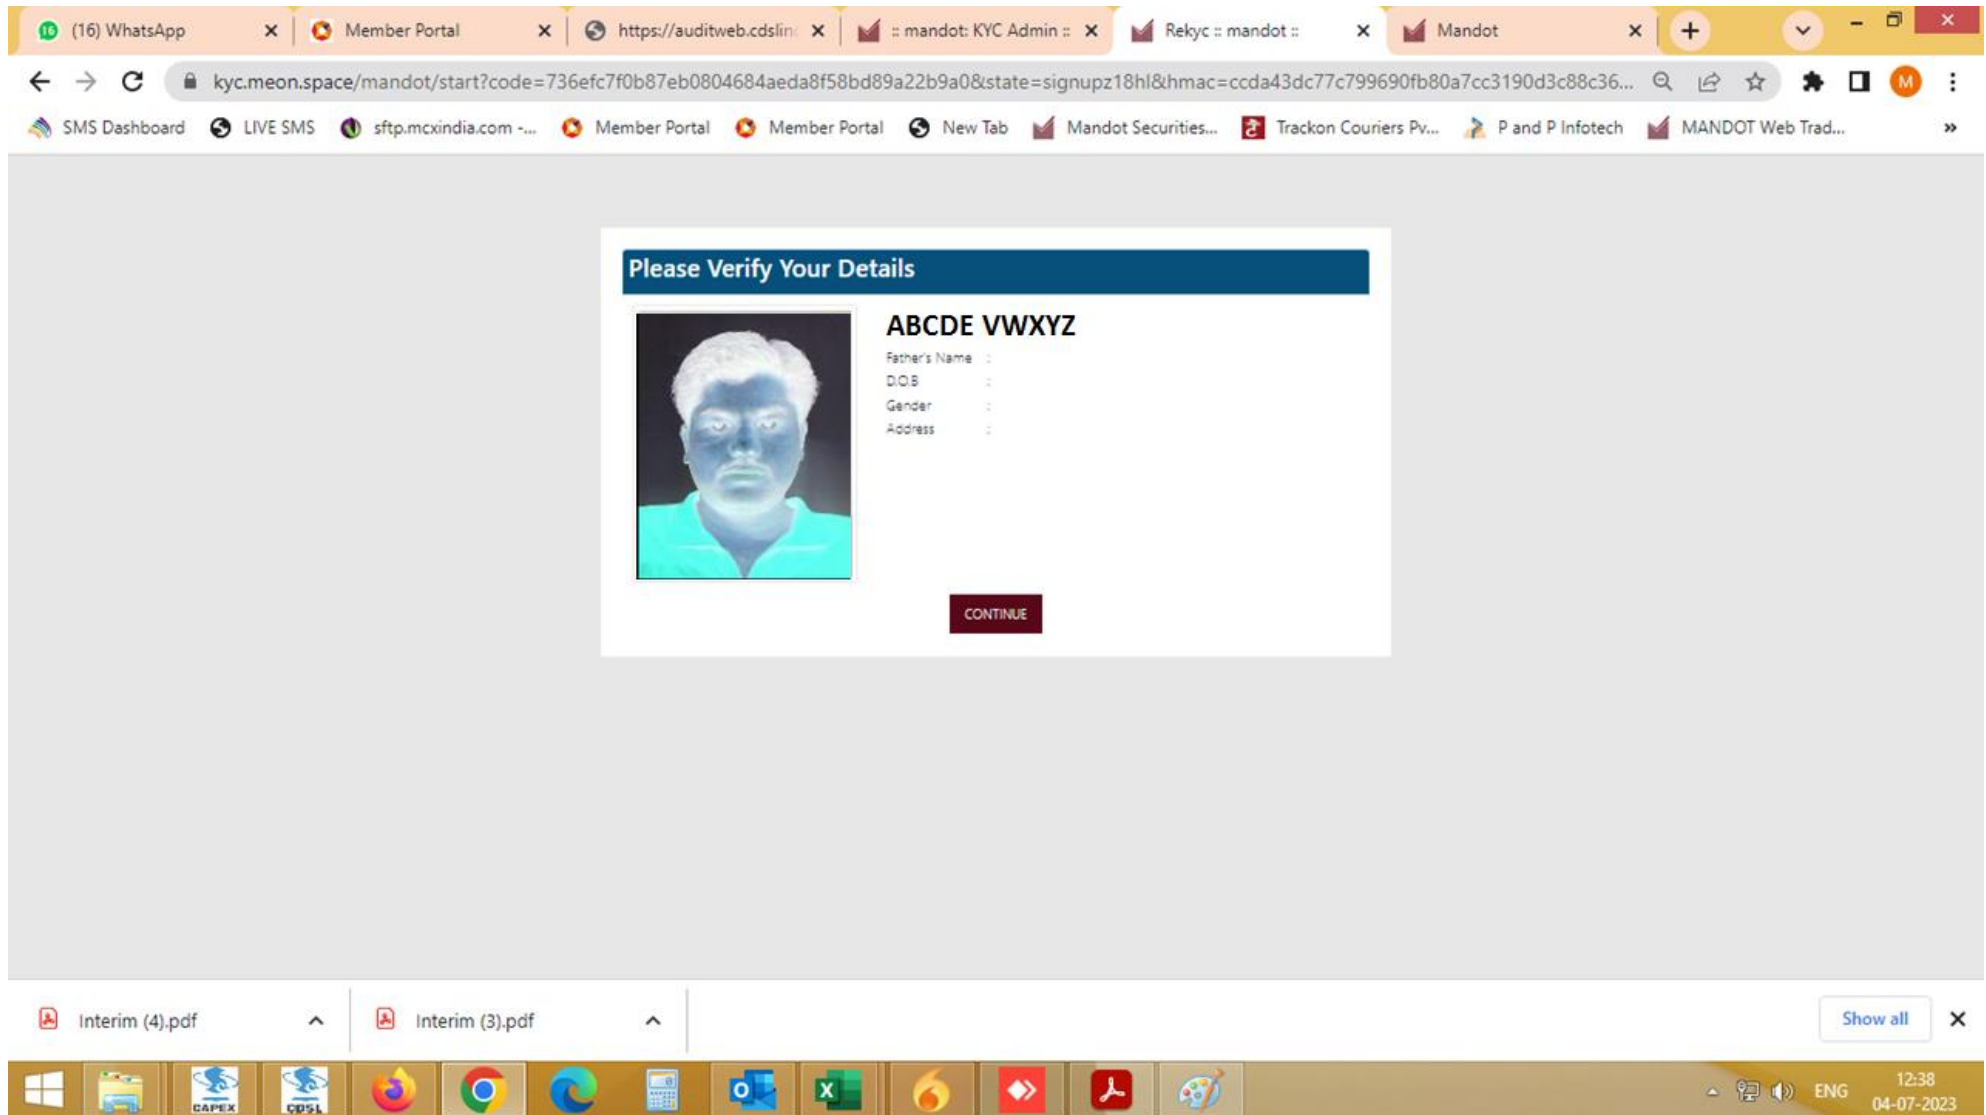 16 (16) WhatsApp Member Portal https://auditweb.cdslin :: mandot: KYC Admin :: Rekyc :: mandot :: Mandot
kyc.meon.space/mandot/start?code=736efc7f0b87eb0804684aeda8f58bd89a22b9a0&state=signupz18hl&hmac=ccda43dc77c799690fb80a7cc3190d3c88c36... M
SMS Dashboard LIVE SMS sftp.mcxindia.com -... Member Portal Member Portal New Tab Mandot Securities... Trackon Couriers Pv... P and P Infotech MANDOT Web Trad... »
Please Verify Your Details
ABCDE VWXYZ
Father's Name :
D.O.B :
Gender :
Address :
CONTINUE
Interim (4).pdf Interim (3).pdf Show all
CAPEX CDSL ENG 12:38
04-07-2023